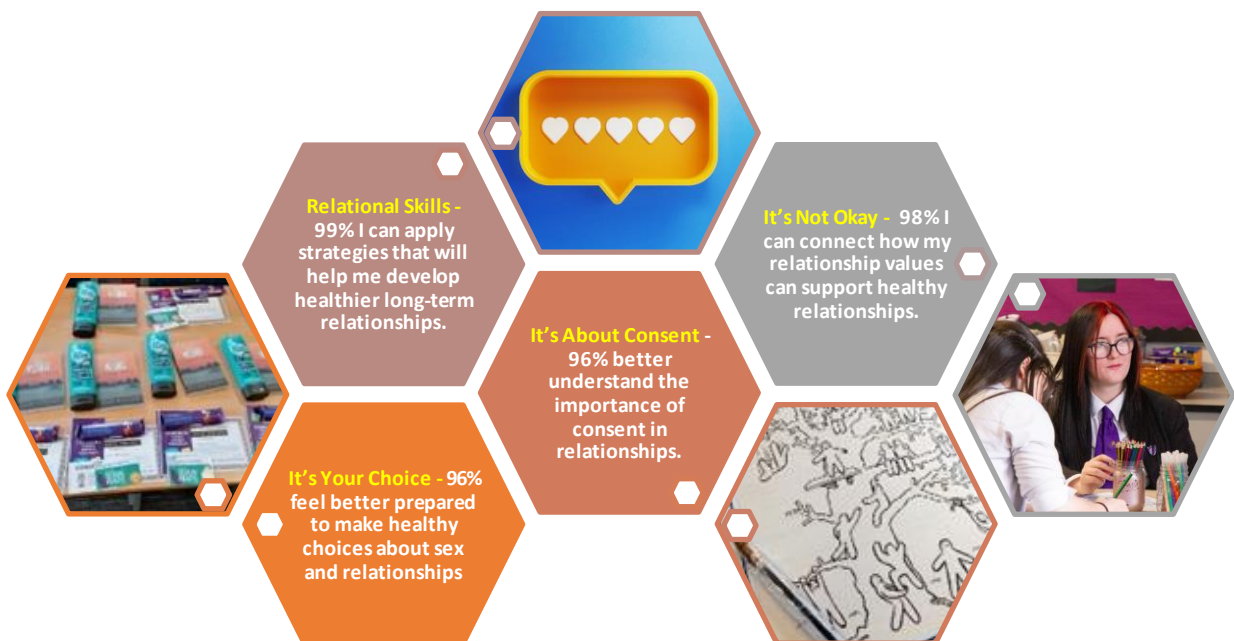 Relational Skills -
99% I can apply
strategies that will
help me develop
healthier long-term
relationships.
It's Not Okay - 98% I
can connect how my
relationship values
can support healthy
relationships.
It's About Consent -
96% better
understand the
importance of
consent in
relationships.
It's Your Choice - 96%
feel better prepared
to make healthy
choices about sex
and relationships